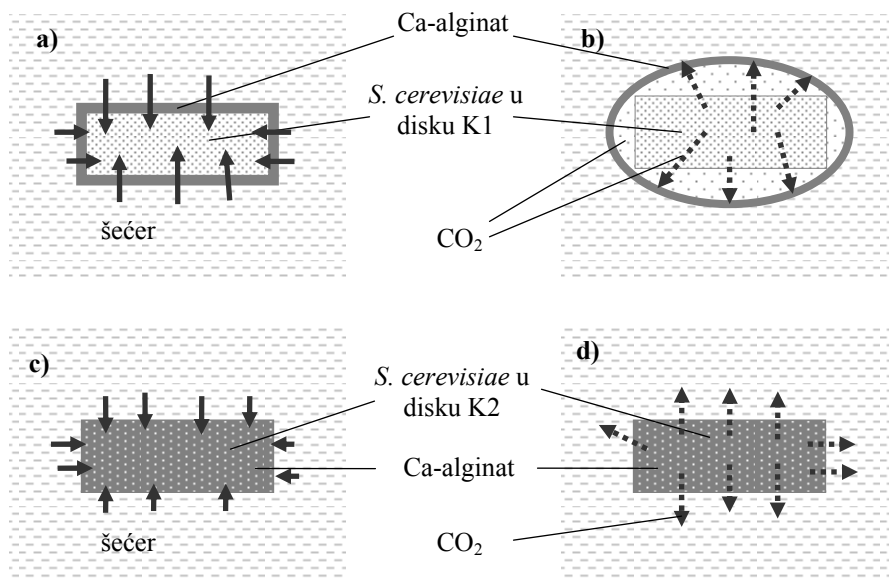 a)
Ca-alginat
b)
S. cerevisiae u
disku K1
šećer
CO₂
c)
d)
S. cerevisiae u
disku K2
Ca-alginat
šećer
CO₂